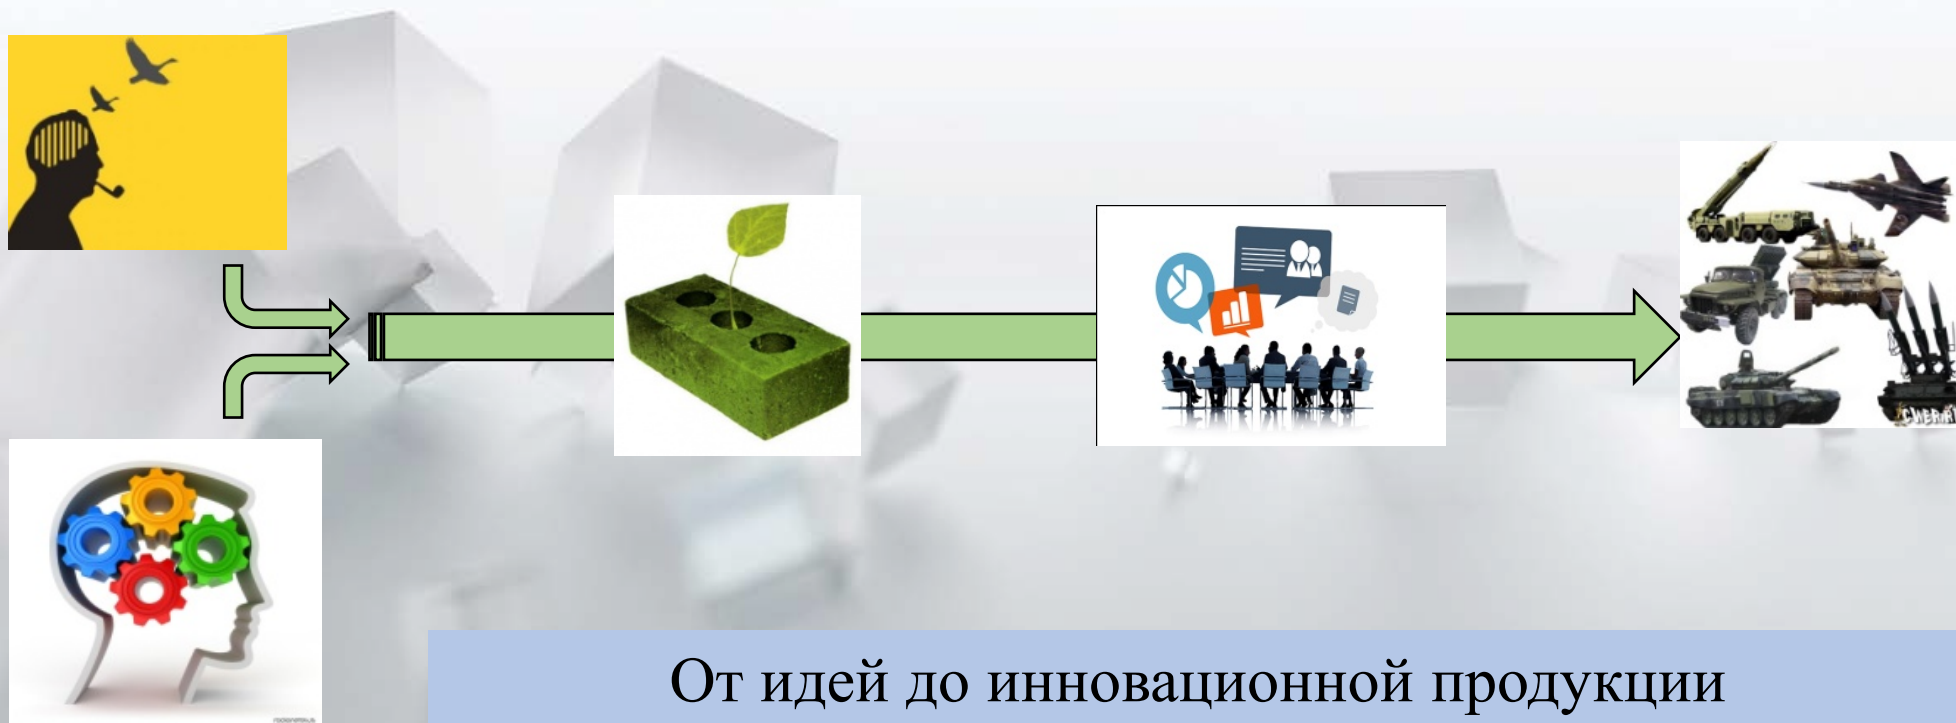 От идей до инновационной продукции